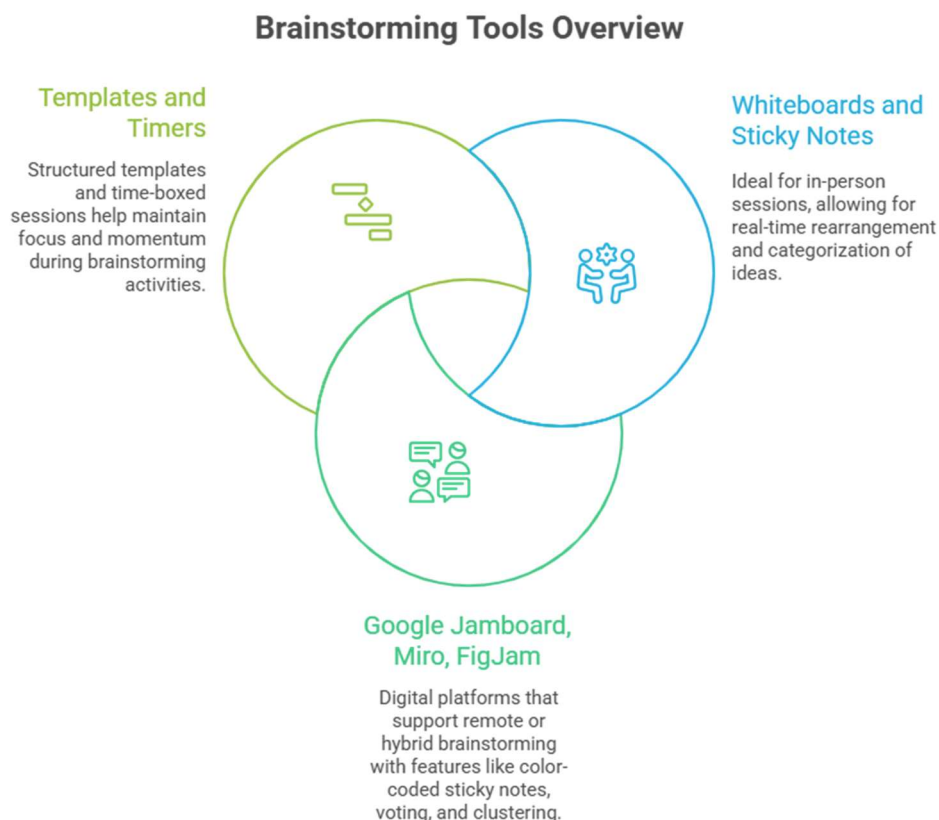 Brainstorming Tools Overview
Templates and
Timers
Structured templates
and time-boxed
sessions help maintain
focus and momentum
during brainstorming
activities.
Whiteboards and
Sticky Notes
Ideal for in-person
sessions, allowing for
real-time rearrangement
and categorization of
ideas.
Google Jamboard,
Miro, FigJam
Digital platforms that
support remote or
hybrid brainstorming
with features like color-
coded sticky notes,
voting, and clustering.